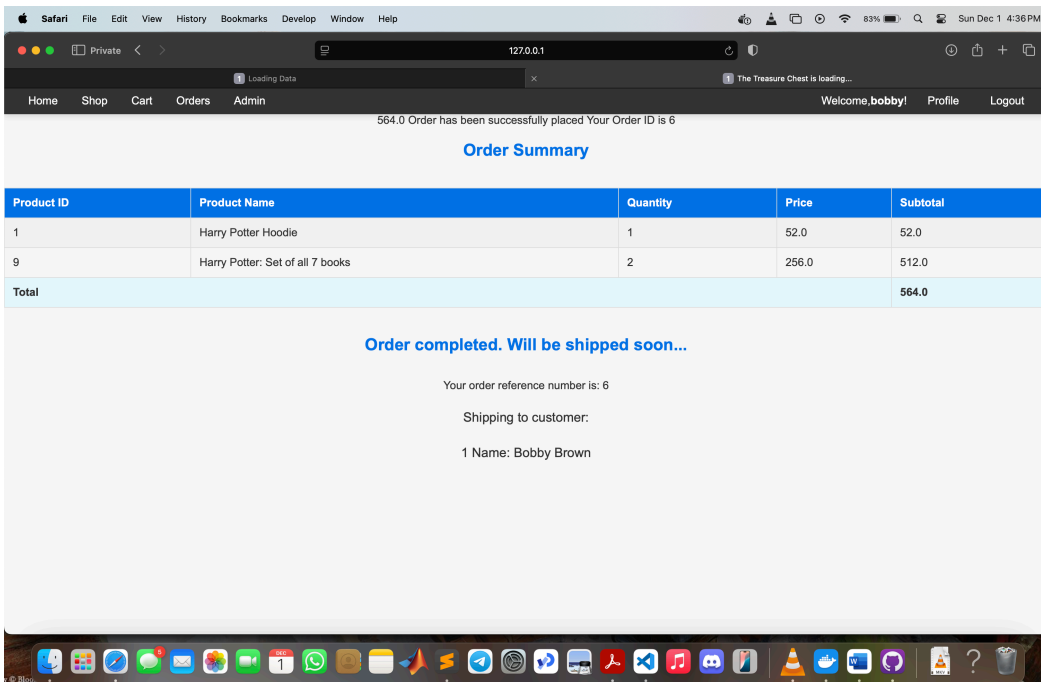 Safari File Edit View History Bookmarks Develop Window Help 83% Sun Dec 1 4:36 PM
Private 127.0.0.1
1 Loading Data 1 The Treasure Chest is loading...
Home Shop Cart Orders Admin Welcome,bobby! Profile Logout
564.0 Order has been successfully placed Your Order ID is 6
Order Summary
Product ID Product Name Quantity Price Subtotal
1 Harry Potter Hoodie 1 52.0 52.0
9 Harry Potter: Set of all 7 books 2 256.0 512.0
Total 564.0
Order completed. Will be shipped soon...
Your order reference number is: 6
Shipping to customer:
1 Name: Bobby Brown
5
DEC
1